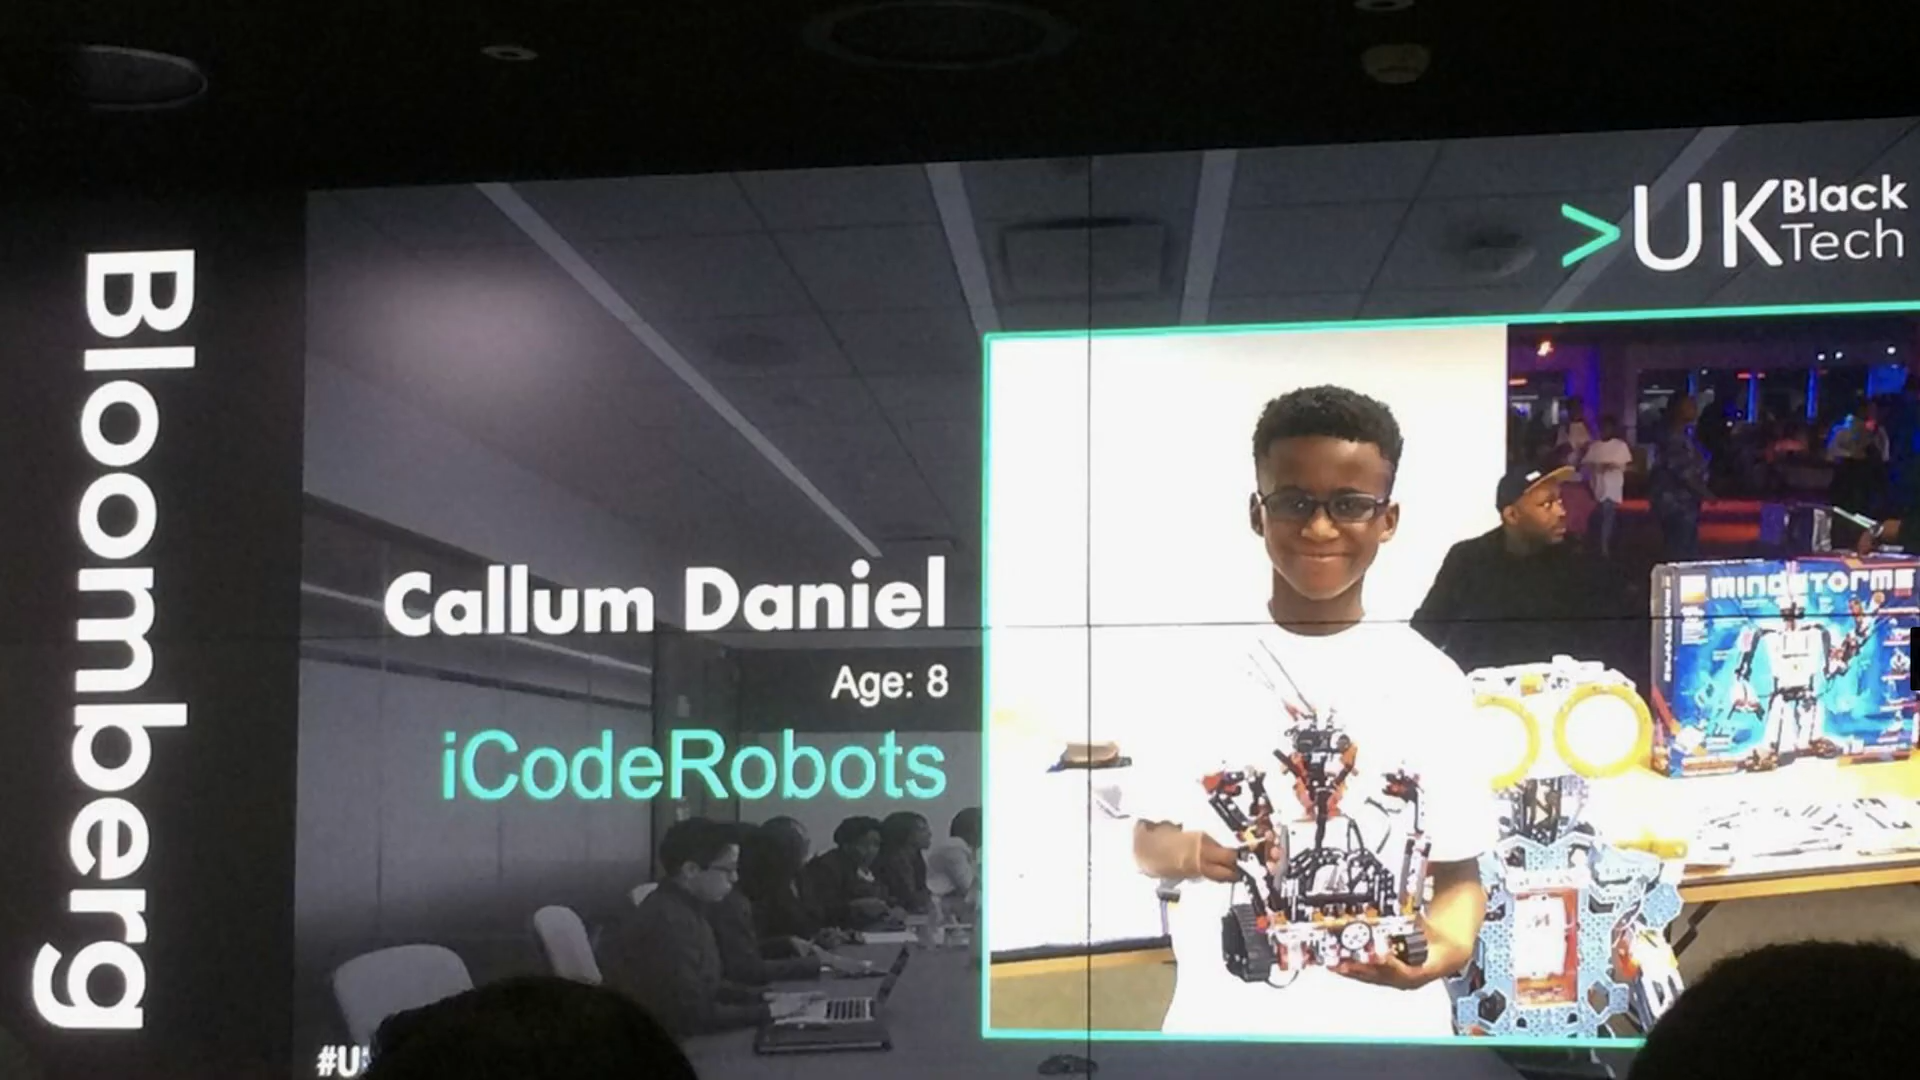 Bloomberg
>UK Black
Tech
Callum Daniel
Age: 8
iCodeRobots
MINDSTORMS
#U